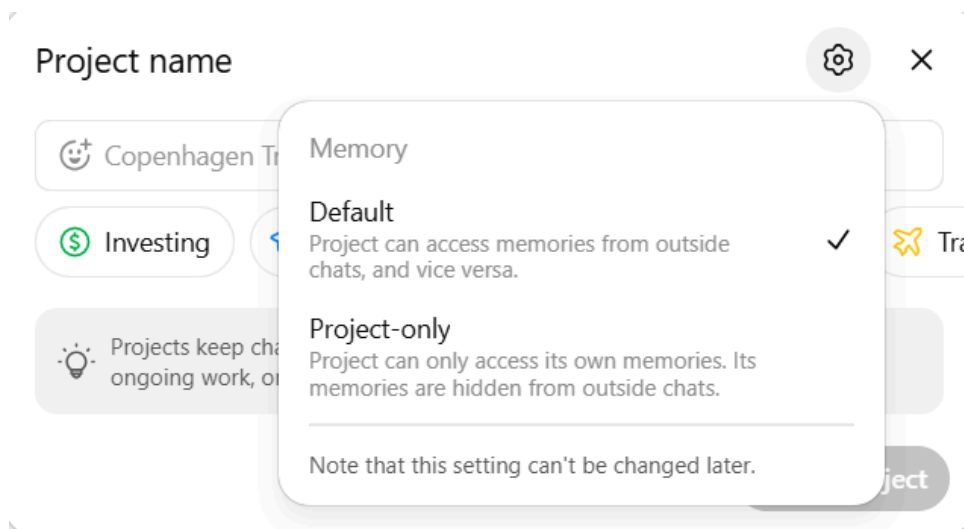 Project name
Copenhagen
Memory
Default
Project can access memories from outside
chats, and vice versa.
Investing
Project-only
Project can only access its own memories. Its
memories are hidden from outside chats.
Projects keep
ongoing work,
Note that this setting can't be changed later.